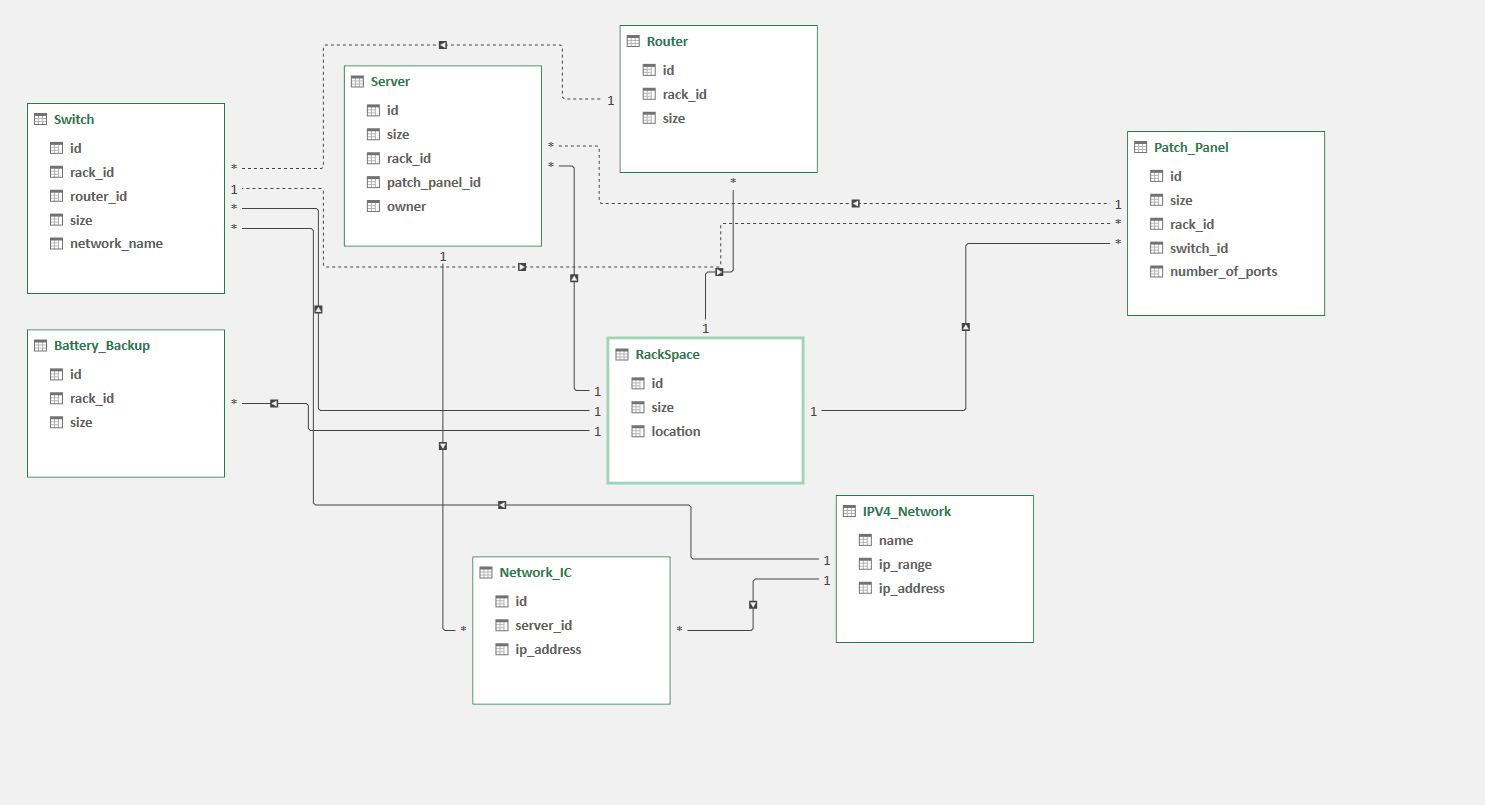 Router
id
rack_id
size
1
*
Server
id
size
rack_id
patch_panel_id
owner
*
*
1
Switch
id
rack_id
router_id
size
network_name
*
1
*
*
Patch_Panel
id
size
rack_id
switch_id
number_of_ports
1
*
*
Battery_Backup
id
rack_id
size
*
RackSpace
id
size
location
1
1
1
1
1
IPV4_Network
name
ip_range
ip_address
1
1
Network_IC
id
server_id
ip_address
*
*